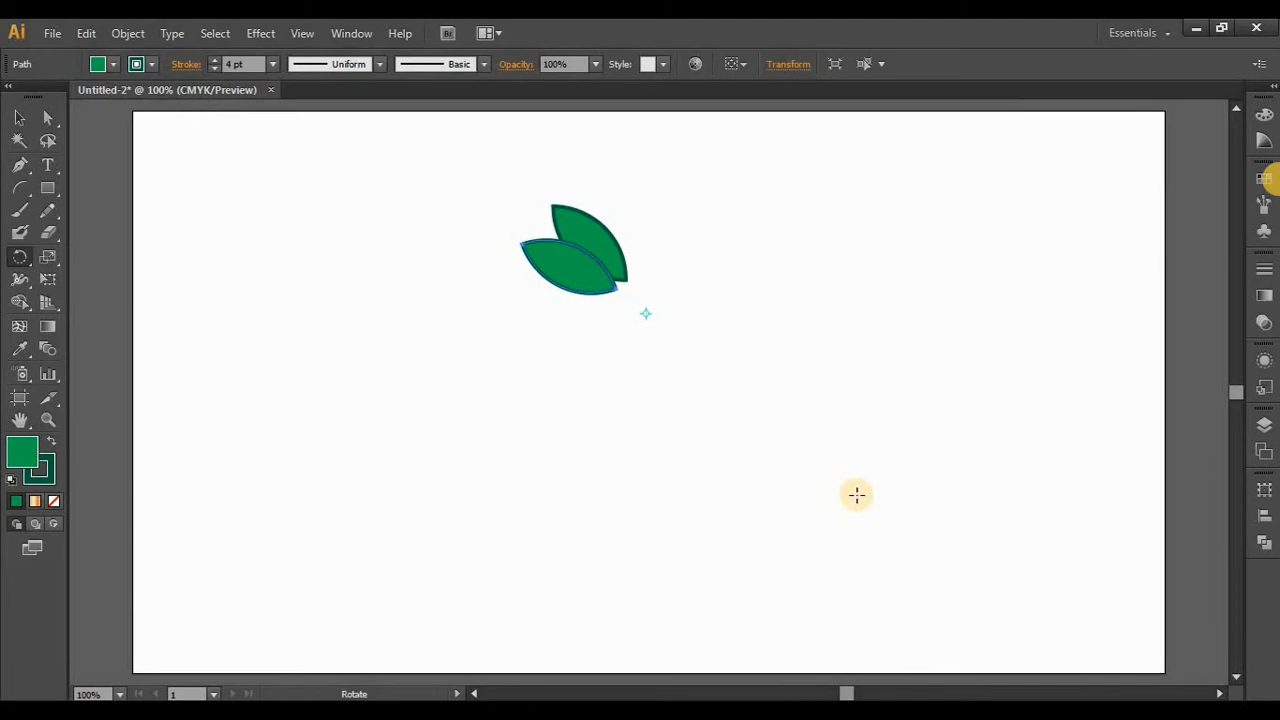 Ai File Edit Object Type Select Effect View Window Help Br Essentials
Path Stroke: 4 pt Uniform Basic Opacity: 100% Style: Transform
Untitled-2* @ 100% (CMYK/Preview) ×
T
100% 1 Rotate